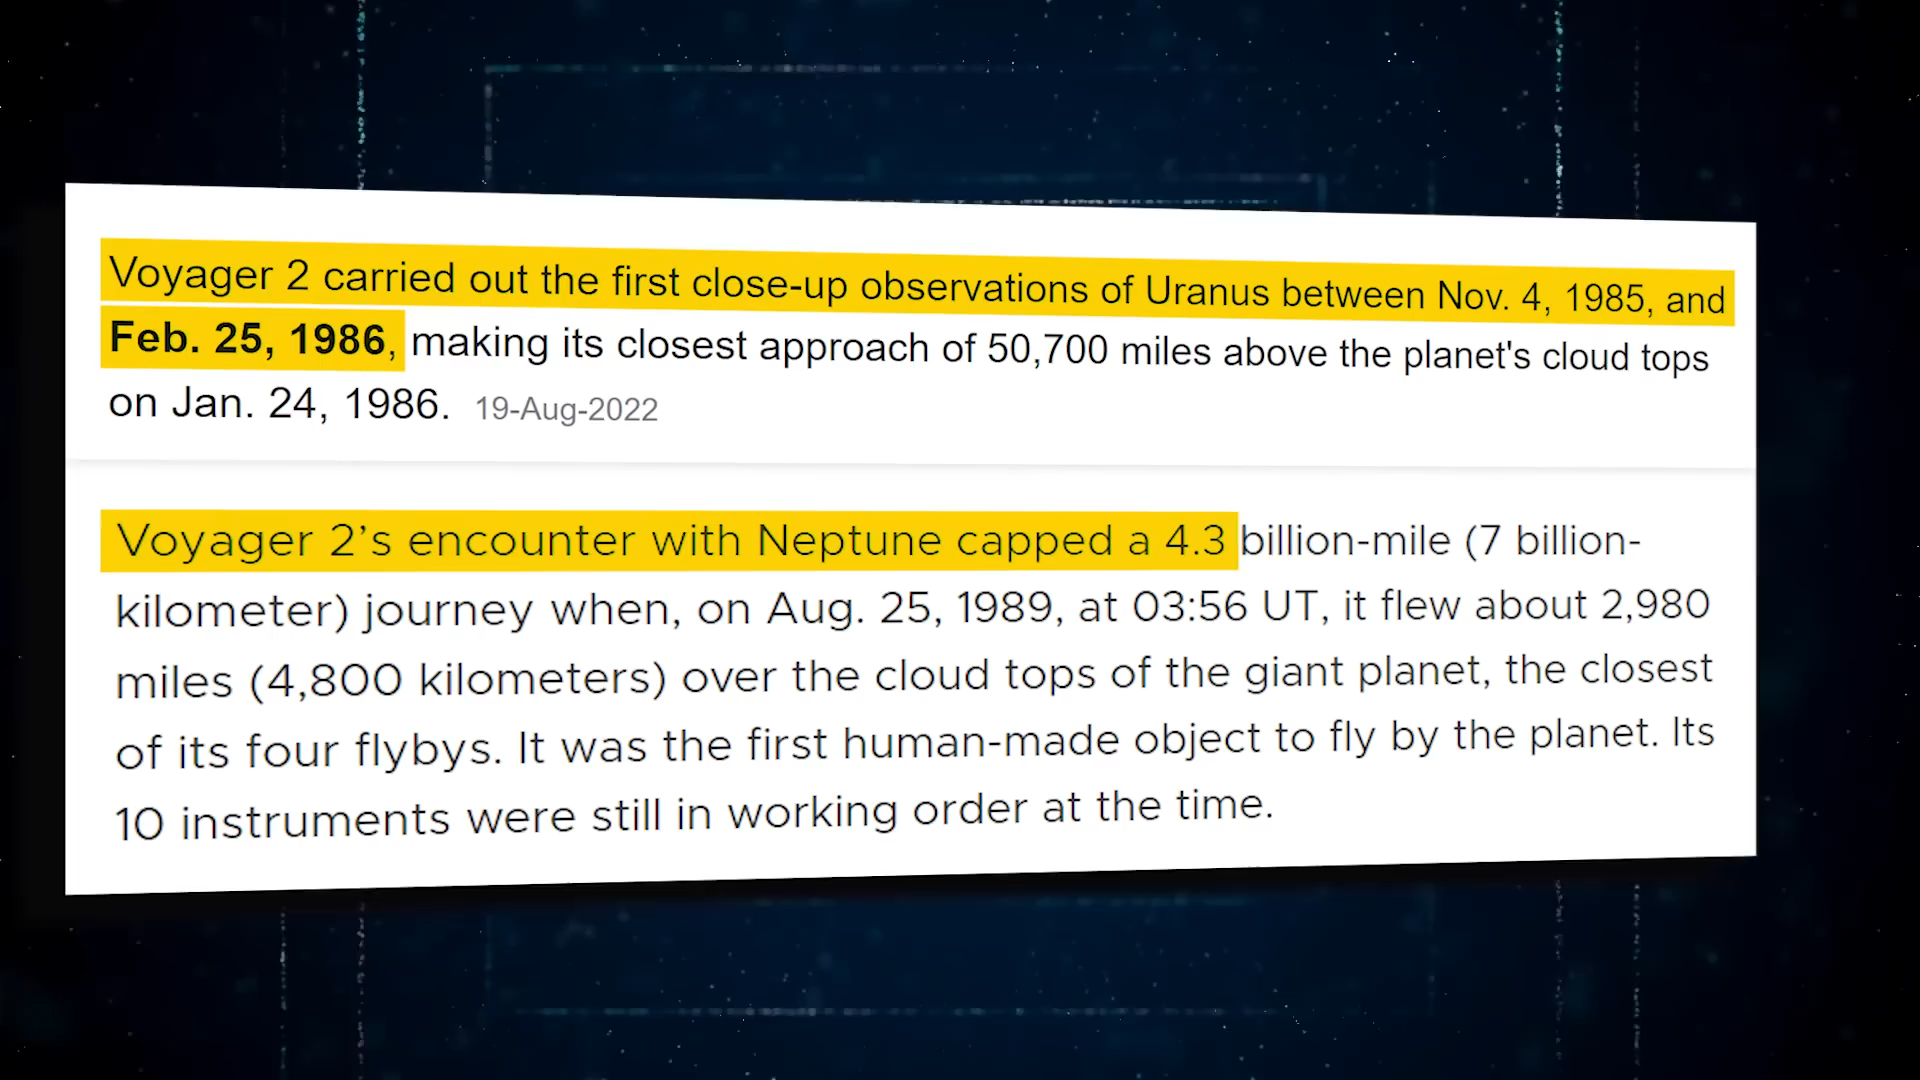 Voyager 2 carried out the first close-up observations of Uranus between Nov. 4, 1985, and
Feb. 25, 1986, making its closest approach of 50,700 miles above the planet's cloud tops
on Jan. 24, 1986. 19-Aug-2022
Voyager 2’s encounter with Neptune capped a 4.3 billion-mile (7 billion-
kilometer) journey when, on Aug. 25, 1989, at 03:56 UT, it flew about 2,980
miles (4,800 kilometers) over the cloud tops of the giant planet, the closest
of its four flybys. It was the first human-made object to fly by the planet. Its
10 instruments were still in working order at the time.